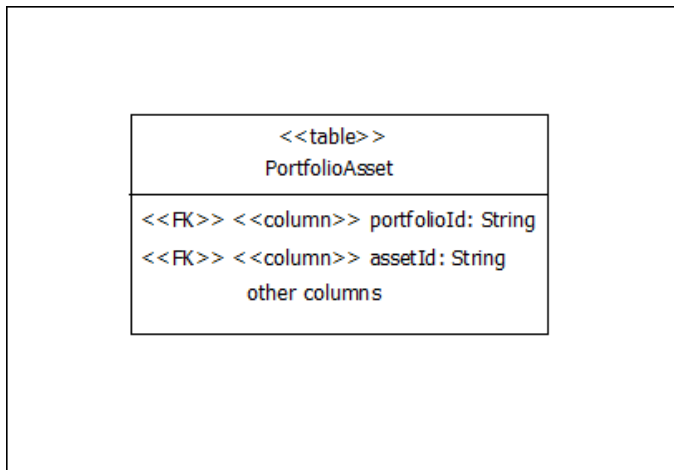 <<table>>
PortfolioAsset
<<FK>> <<column>> portfolioId: String
<<FK>> <<column>> assetId: String
other columns